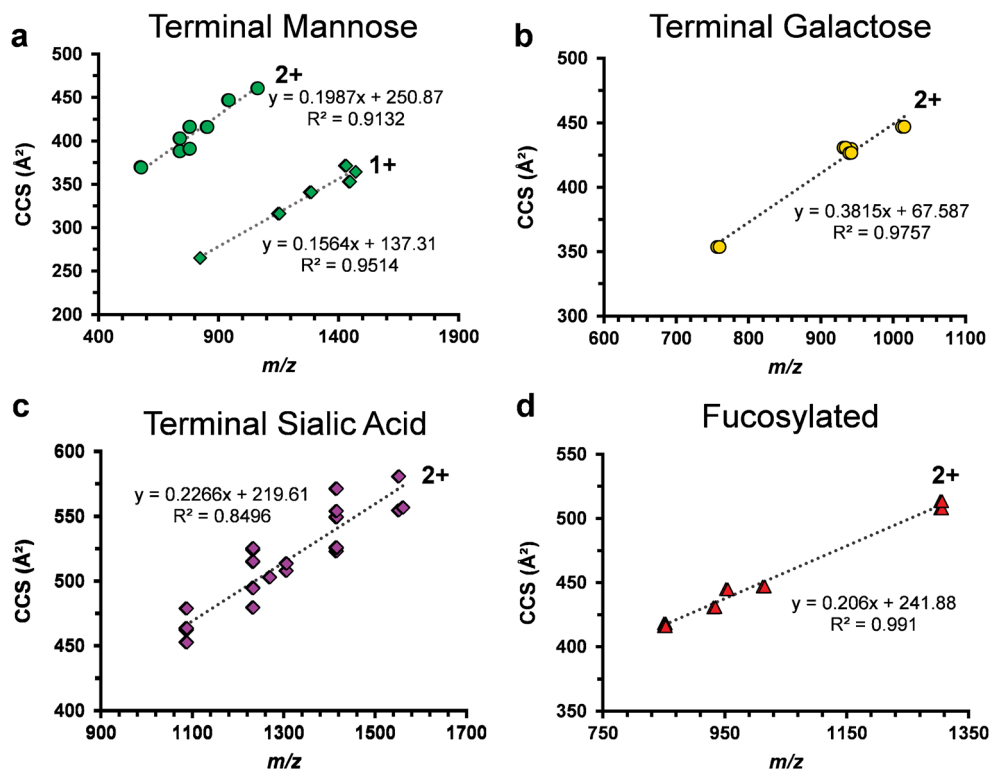 a
Terminal Mannose
500
450
400
350
300
250
200
CCS (Å²)
2+
y = 0.1987x + 250.87
R² = 0.9132
1+
y = 0.1564x + 137.31
R² = 0.9514
400 900 1400 1900
m/z
b
Terminal Galactose
500
450
400
350
300
CCS (Å²)
2+
y = 0.3815x + 67.587
R² = 0.9757
600 700 800 900 1000 1100
m/z
c
Terminal Sialic Acid
600
550
500
450
400
CCS (Å²)
2+
y = 0.2266x + 219.61
R² = 0.8496
900 1100 1300 1500 1700
m/z
d
Fucosylated
550
500
450
400
350
CCS (Å²)
2+
y = 0.206x + 241.88
R² = 0.991
750 950 1150 1350
m/z